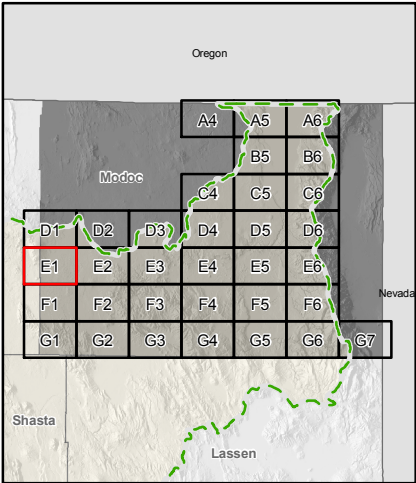 Oregon
A4 A5 A6
B5 B6
Modoc
C4 C5 C6
D1 D2 D3 D4 D5 D6
E1 E2 E3 E4 E5 E6
Nevada
F1 F2 F3 F4 F5 F6
G1 G2 G3 G4 G5 G6 G7
Shasta
Lassen